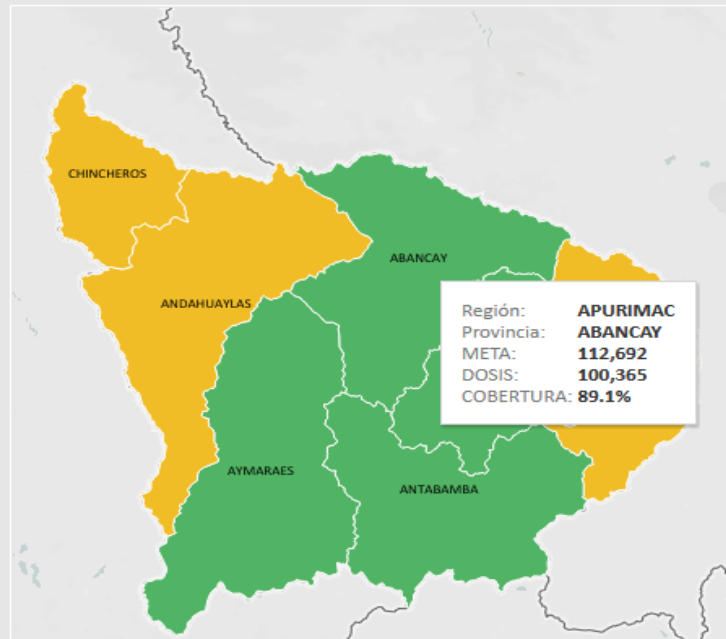 CHINCHEROS
ABANCAY
ANDAHUAYLAS
Región: APURIMAC
Provincia: ABANCAY
META: 112,692
DOSIS: 100,365
COBERTURA: 89.1%
AYMARAES
ANTABAMBA